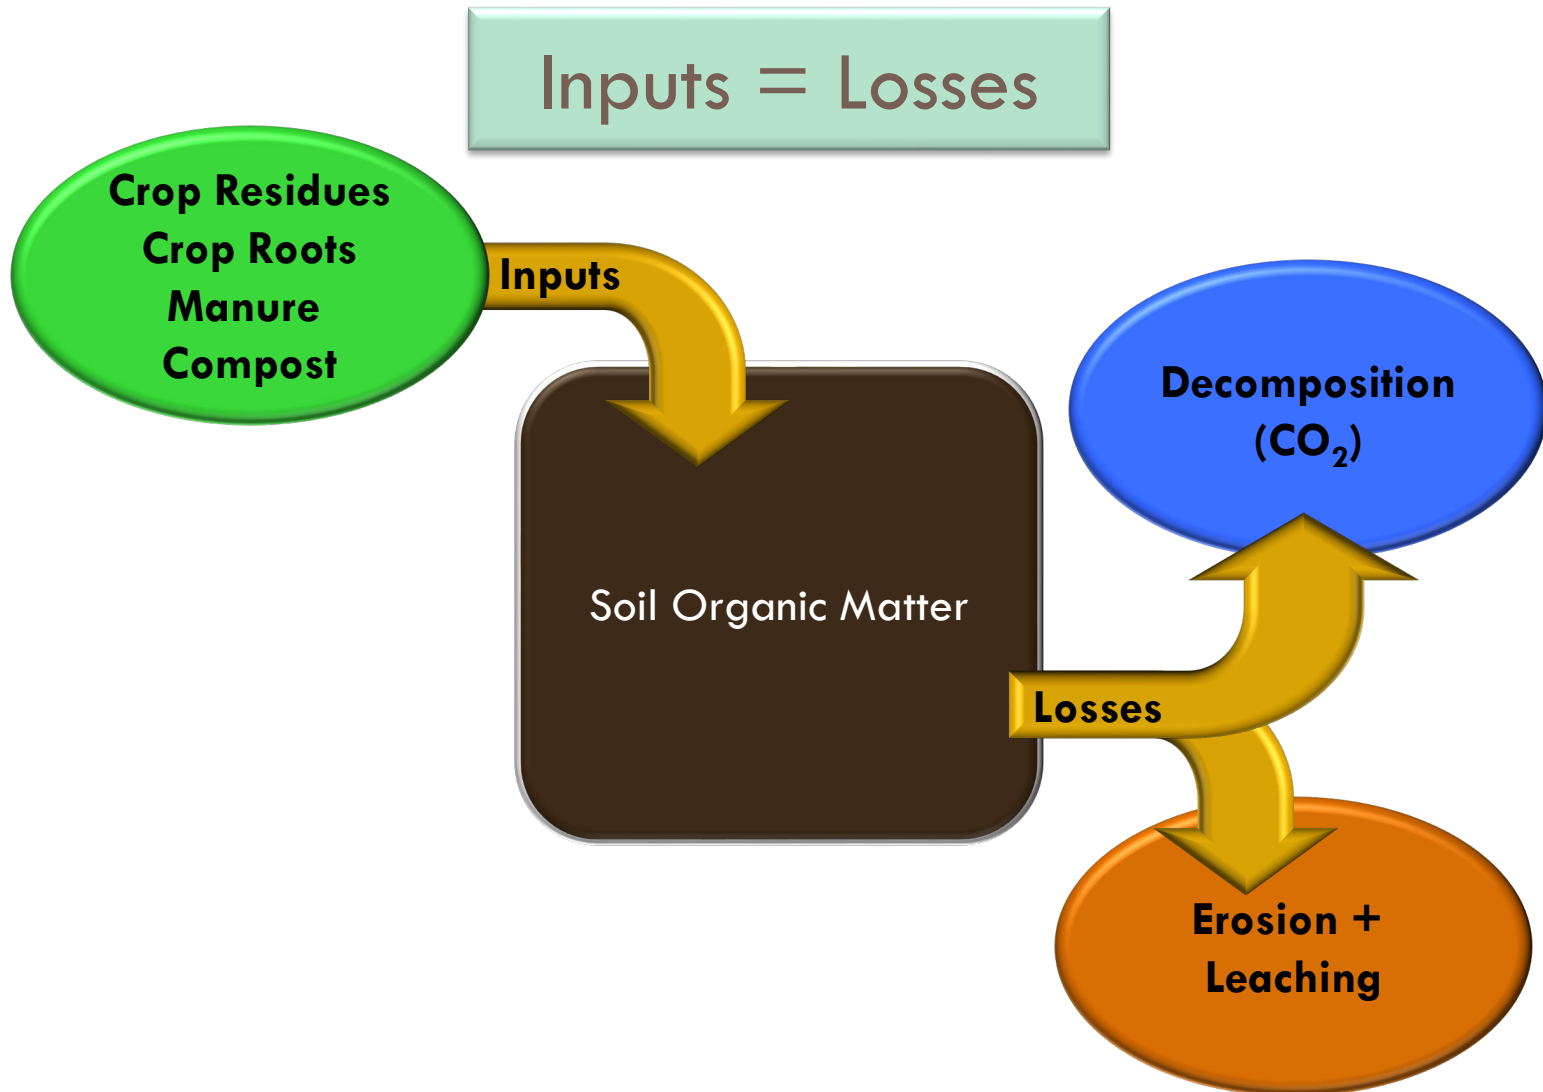 Inputs = Losses
Crop Residues
Crop Roots
Manure
Compost
Inputs
Soil Organic Matter
Decomposition
(CO₂)
Losses
Erosion +
Leaching